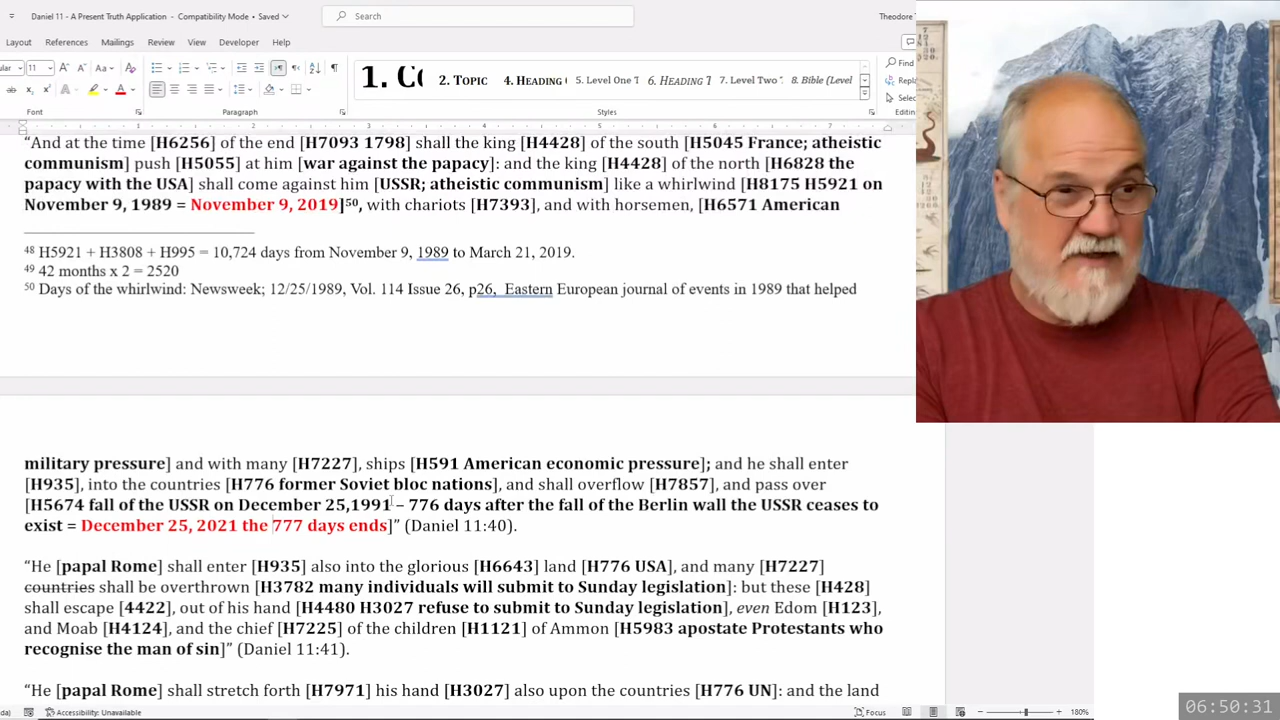 Daniel 11 - A Present Truth Application - Compatibility Mode • Saved
Search
Theodore
Layout References Mailings Review View Developer Help
11
Aa
Find
Font
Paragraph
Styles
1. Co
2. Topic
4. Heading
5. Level One
6. Heading
7. Level Two
8. Bible (Level
“And at the time [H6256] of the end [H7093 1798] shall the king [H4428] of the south [H5045 France; atheistic
communism] push [H5055] at him [war against the papacy]: and the king [H4428] of the north [H6828 the
papacy with the USA] shall come against him [USSR; atheistic communism] like a whirlwind [H8175 H5921 on
November 9, 1989 = November 9, 2019]50, with chariots [H7393], and with horsemen, [H6571 American
48 H5921 + H3808 + H995 = 10,724 days from November 9, 1989 to March 21, 2019.
49 42 months x 2 = 2520
50 Days of the whirlwind: Newsweek; 12/25/1989, Vol. 114 Issue 26, p26, Eastern European journal of events in 1989 that helped
military pressure] and with many [H7227], ships [H591 American economic pressure]; and he shall enter
[H935], into the countries [H776 former Soviet bloc nations], and shall overflow [H7857], and pass over
[H5674 fall of the USSR on December 25,1991 – 776 days after the fall of the Berlin wall the USSR ceases to
exist = December 25, 2021 the 777 days ends]” (Daniel 11:40).
“He [papal Rome] shall enter [H935] also into the glorious [H6643] land [H776 USA], and many [H7227]
countries shall be overthrown [H3782 many individuals will submit to Sunday legislation]: but these [H428]
shall escape [4422], out of his hand [H4480 H3027 refuse to submit to Sunday legislation], even Edom [H123],
and Moab [H4124], and the chief [H7225] of the children [H1121] of Ammon [H5983 apostate Protestants who
recognise the man of sin]” (Daniel 11:41).
“He [papal Rome] shall stretch forth [H7971] his hand [H3027] also upon the countries [H776 UN]: and the land
Accessibility: Unavailable
Focus
180%
06:50:31